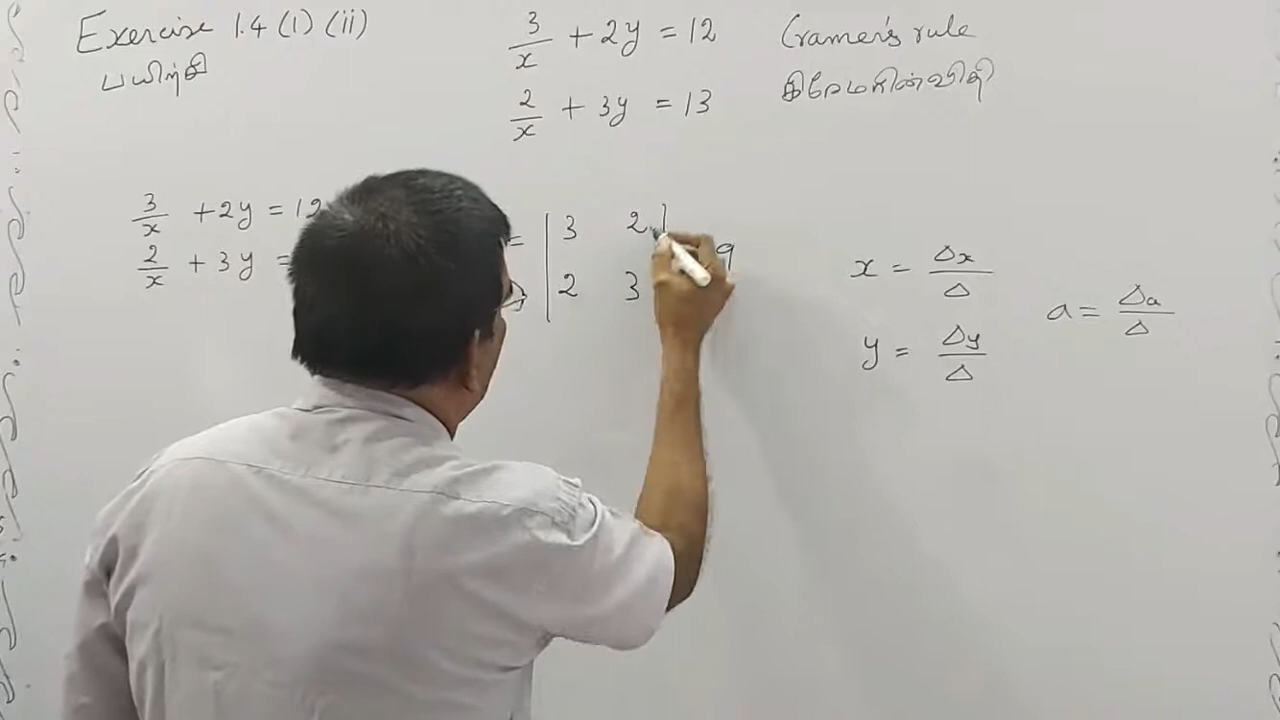 Exercise 1.4 (1) (ii)
பயிற்சி
3/x + 2y = 12
2/x + 3y = 13
Cramer's rule
கிரேமரின் விதி
3/x + 2y = 12
2/x + 3y =
= | 3 2 |
| 2 3
9
x = Δx/Δ
y = Δy/Δ
a = Δa/Δ